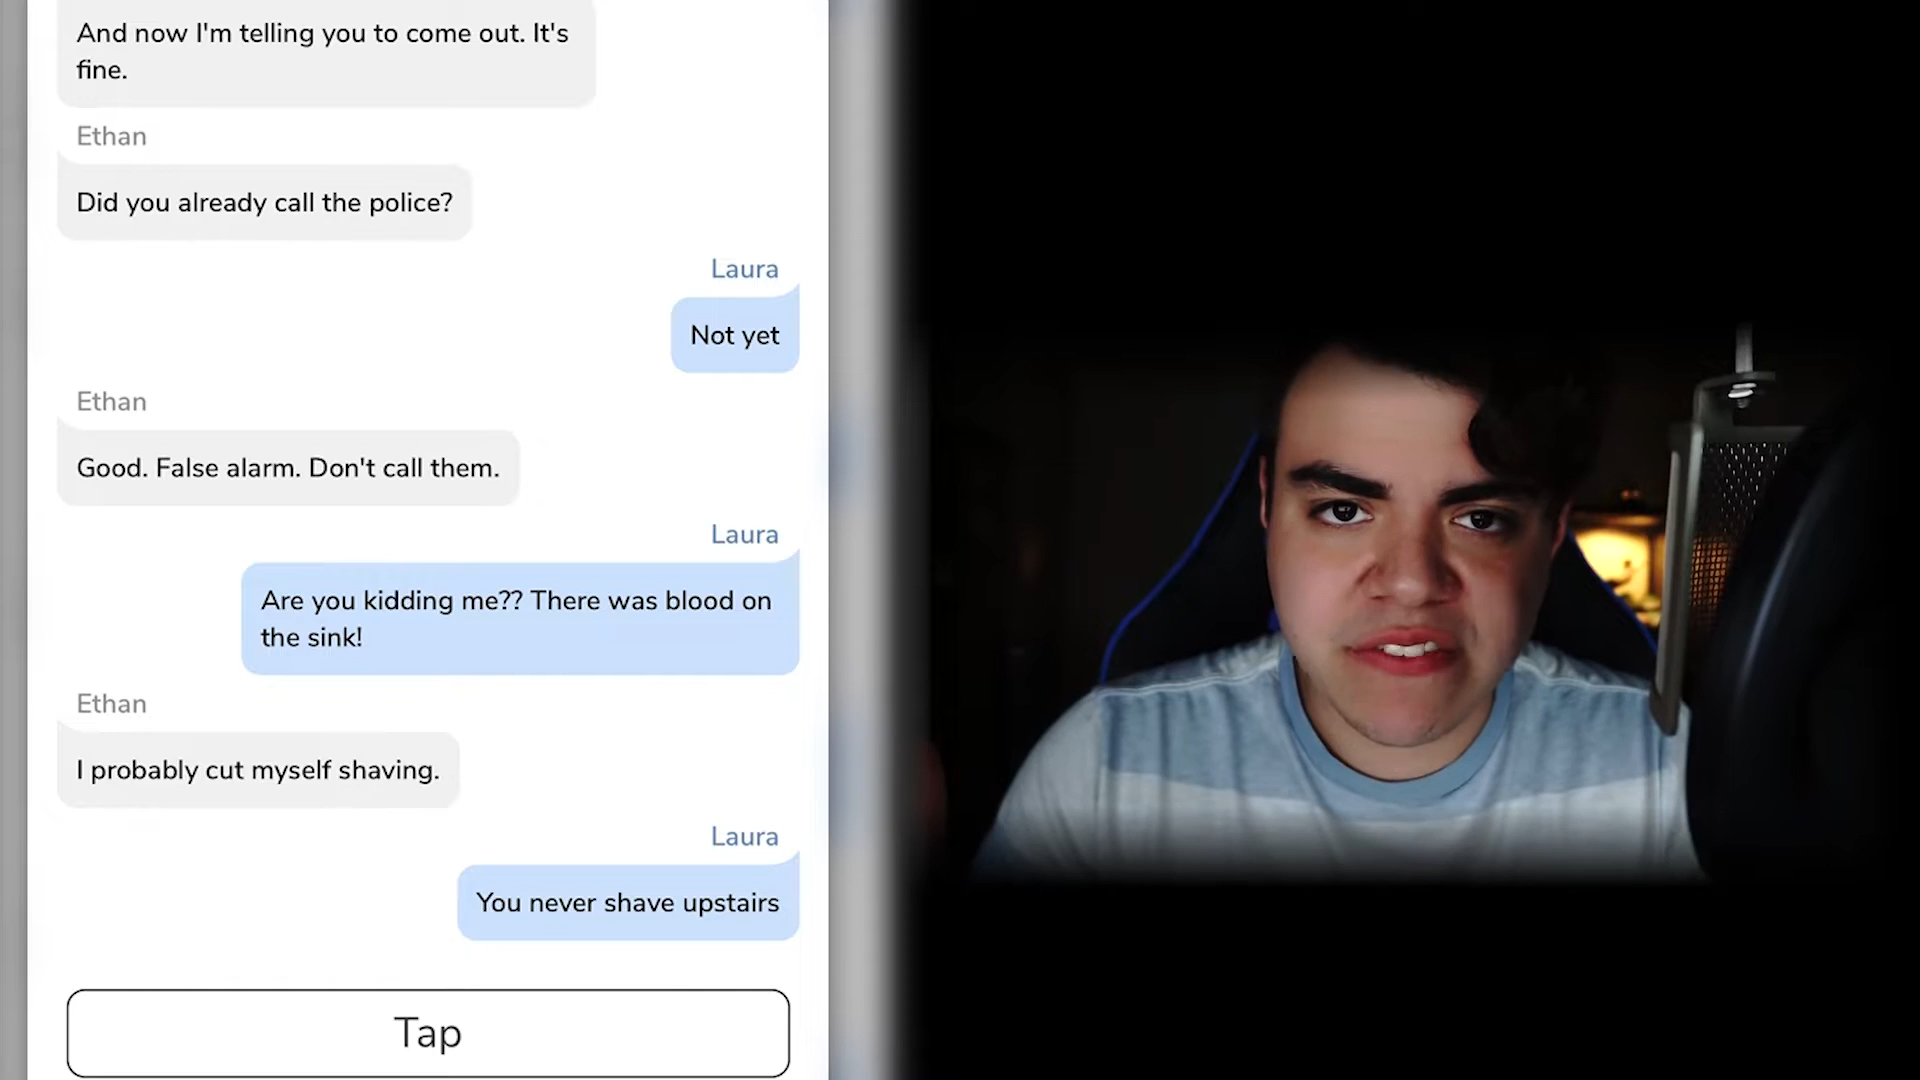 And now I'm telling you to come out. It's
fine.
Ethan
Did you already call the police?
Laura
Not yet
Ethan
Good. False alarm. Don't call them.
Laura
Are you kidding me?? There was blood on
the sink!
Ethan
I probably cut myself shaving.
Laura
You never shave upstairs
Tap